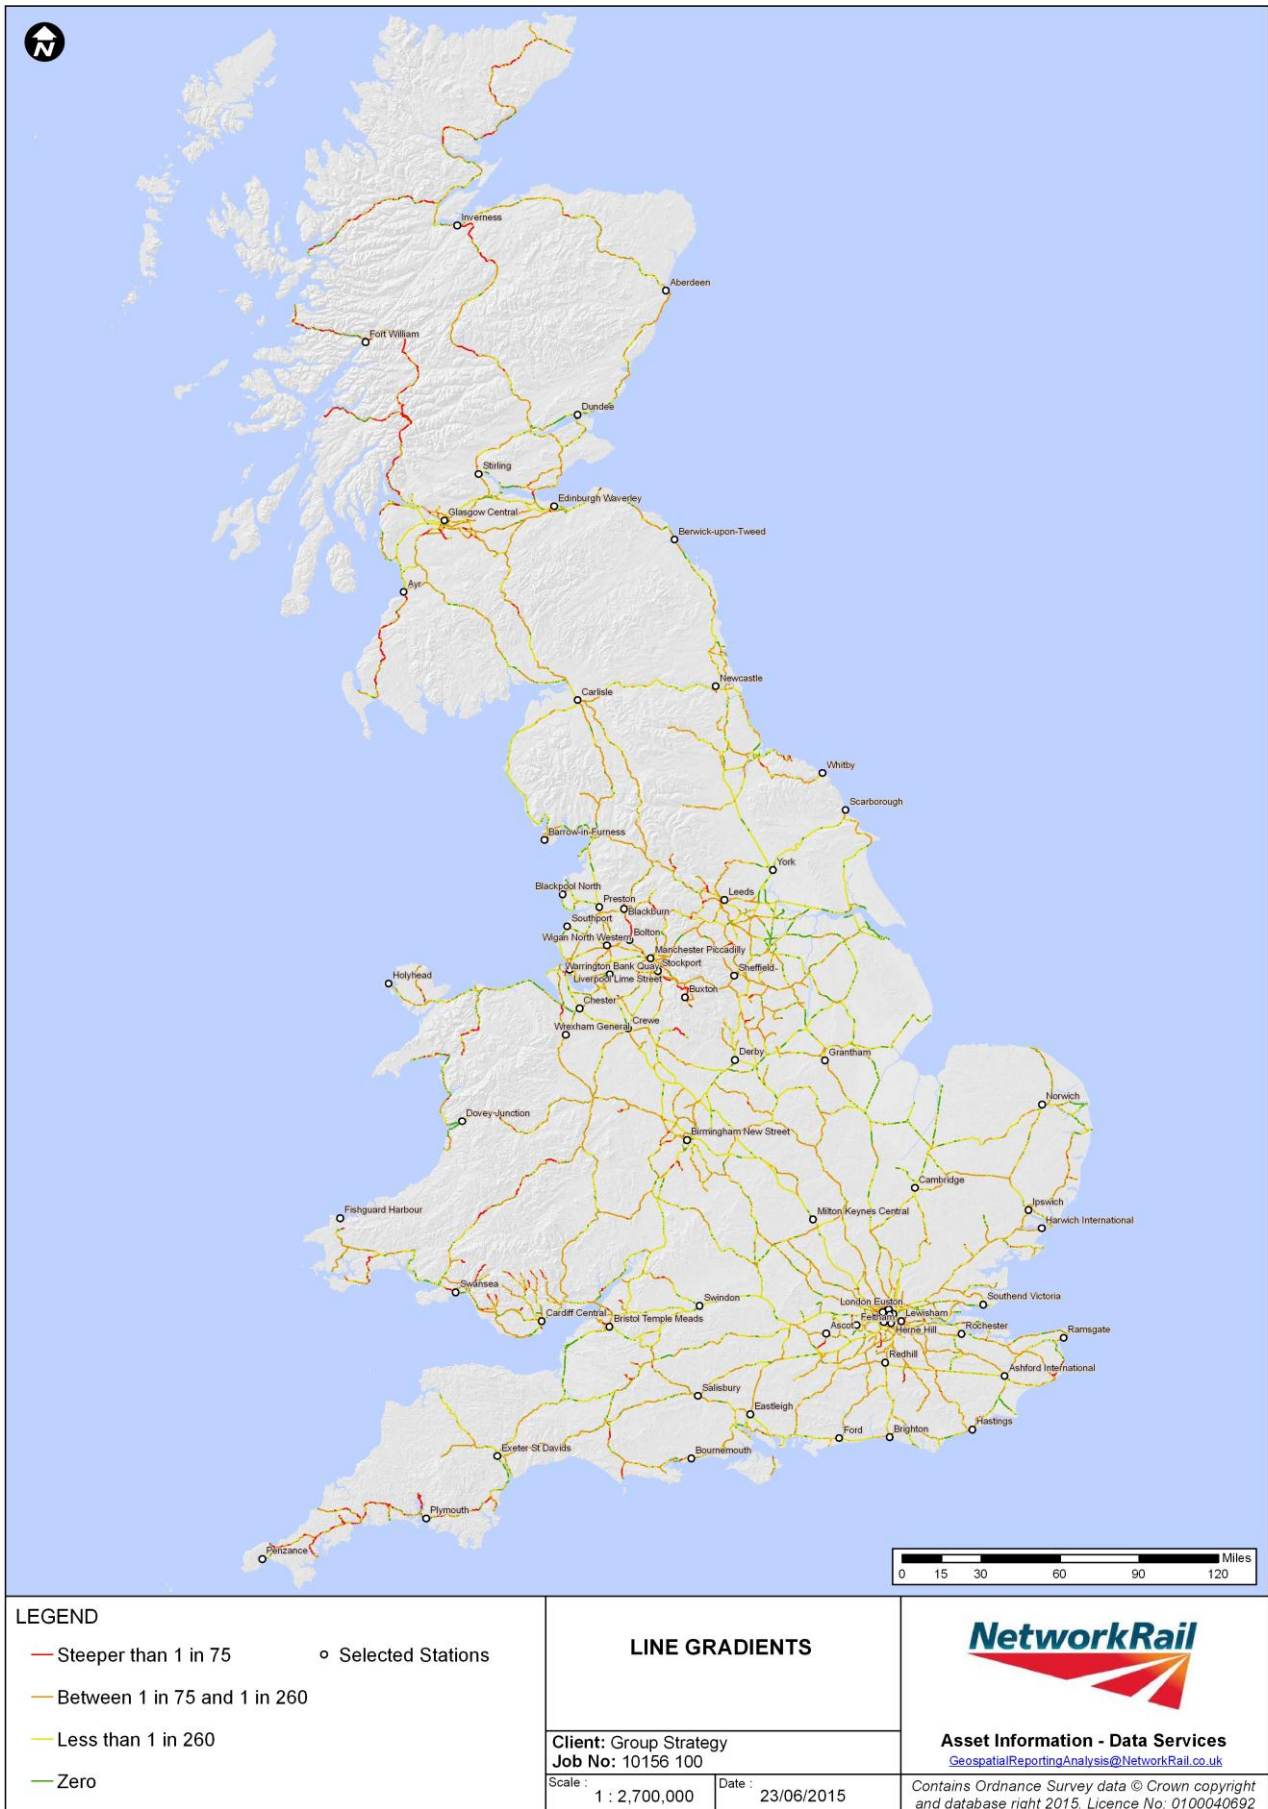 N
Inverness
Aberdeen
Fort William
Dundee
Stirling
Edinburgh Waverley
Glasgow Central
Berwick-upon-Tweed
Ayr
Newcastle
Carlisle
Whitby
Scarborough
Barrow-in-Furness
York
Blackpool North
Leeds
Preston
Blackburn
Southport
Bolton
Wigan North Western
Manchester Piccadilly
Warrington Bank Quay
Stockport
Sheffield
Holyhead
Liverpool Lime Street
Buxton
Chester
Wrexham General
Crewe
Derby
Grantham
Norwich
Dovey Junction
Birmingham New Street
Cambridge
Fishguard Harbour
Milton Keynes Central
Ipswich
Harwich International
Swansea
Swindon
London Euston
Southend Victoria
Cardiff Central
Bristol Temple Meads
Ascot
Feltham
Lewisham
Herne Hill
Rochester
Ramsgate
Redhill
Ashford International
Salisbury
Eastleigh
Hastings
Ford
Brighton
Exeter St Davids
Bournemouth
Plymouth
Penzance
Miles
0 15 30 60 90 120
LEGEND
Steeper than 1 in 75
Selected Stations
Between 1 in 75 and 1 in 260
Less than 1 in 260
Zero
LINE GRADIENTS
Client: Group Strategy
Job No: 10156 100
Scale :
1 : 2,700,000
Date :
23/06/2015
NetworkRail
Asset Information - Data Services
GeospatialReportingAnalysis@NetworkRail.co.uk
Contains Ordnance Survey data © Crown copyright
and database right 2015. Licence No: 0100040692